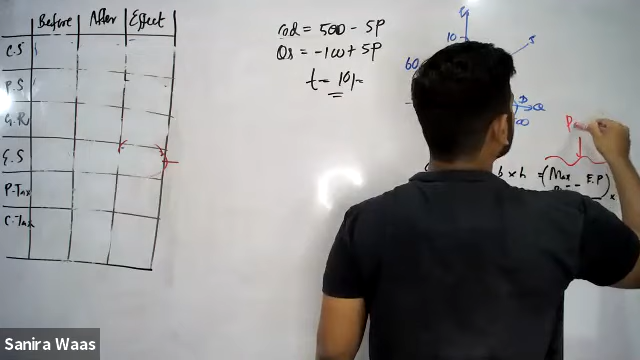 Before After Effect
C.S
P.S
G.R
E.S
P.Tax
C.Tax
Qd = 500 - 5P
Qs = -100 + 5P
t = 10/=
10
S
60
D
Q
b x h = (Max - E.P) x
P
Sanira Waas